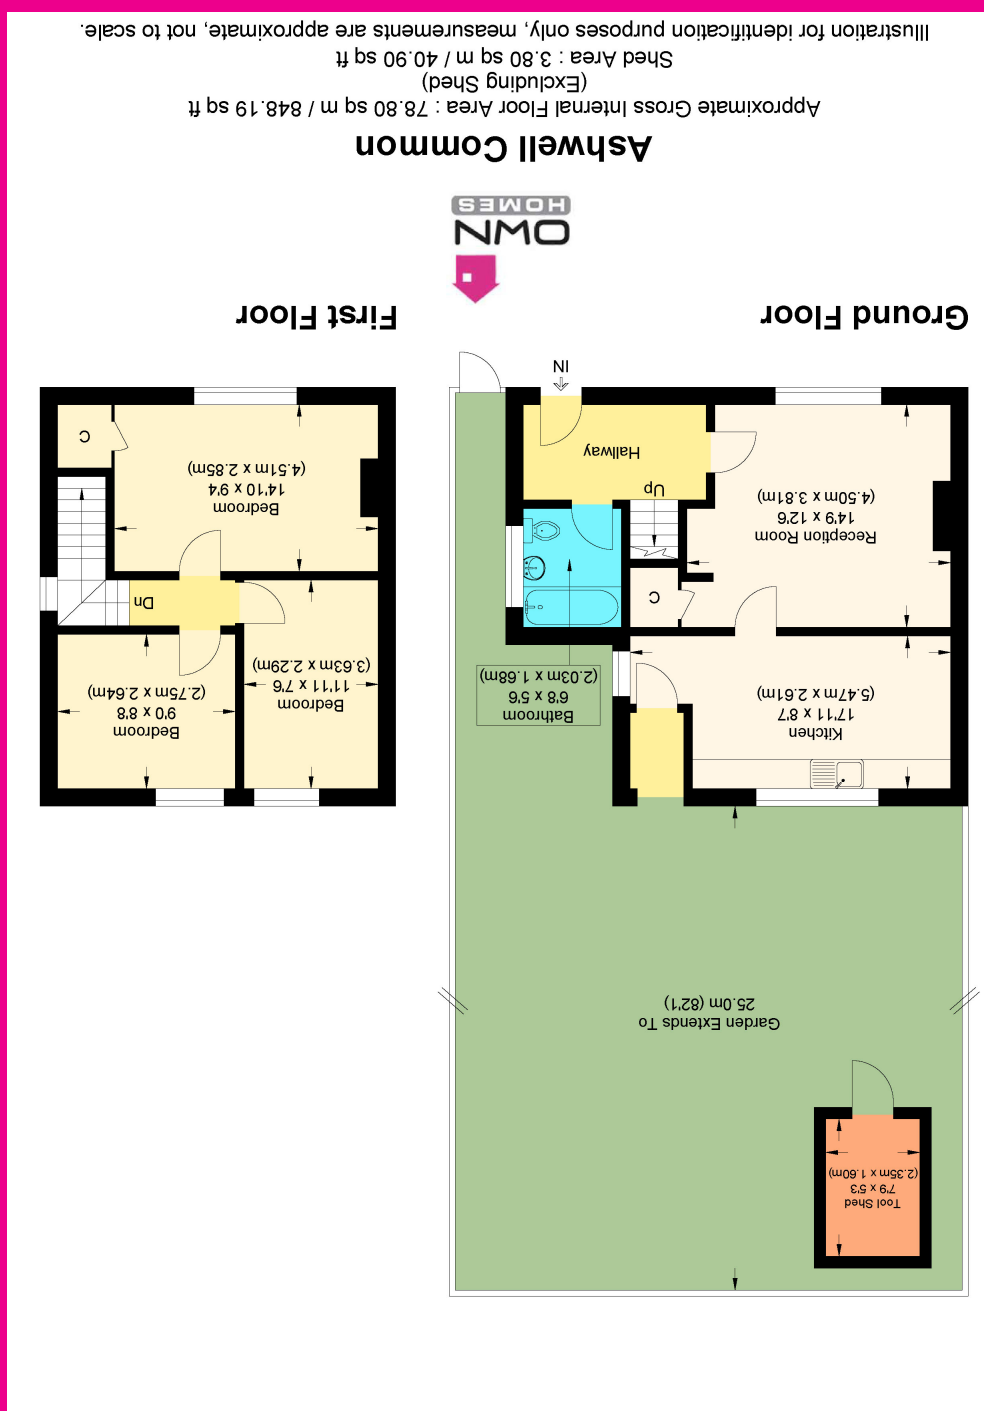 Tool Shed
7'9 x 5'3
(2.35m x 1.60m)
Garden Extends To
25.0m (82'1)
Kitchen
17'11 x 8'7
(5.47m x 2.61m)
Bathroom
6'8 x 5'6
(2.03m x 1.68m)
C
Reception Room
14'9 x 12'6
(4.50m x 3.81m)
Up
Hallway
IN
Ground Floor
Bedroom
11'11 x 7'6
(3.63m x 2.29m)
Bedroom
9'0 x 8'8
(2.75m x 2.64m)
Dn
Bedroom
14'10 x 9'4
(4.51m x 2.85m)
C
First Floor
OWN
HOMES
Ashwell Common
Approximate Gross Internal Floor Area : 78.80 sq m / 848.19 sq ft
(Excluding Shed)
Shed Area : 3.80 sq m / 40.90 sq ft
Illustration for identification purposes only, measurements are approximate, not to scale.